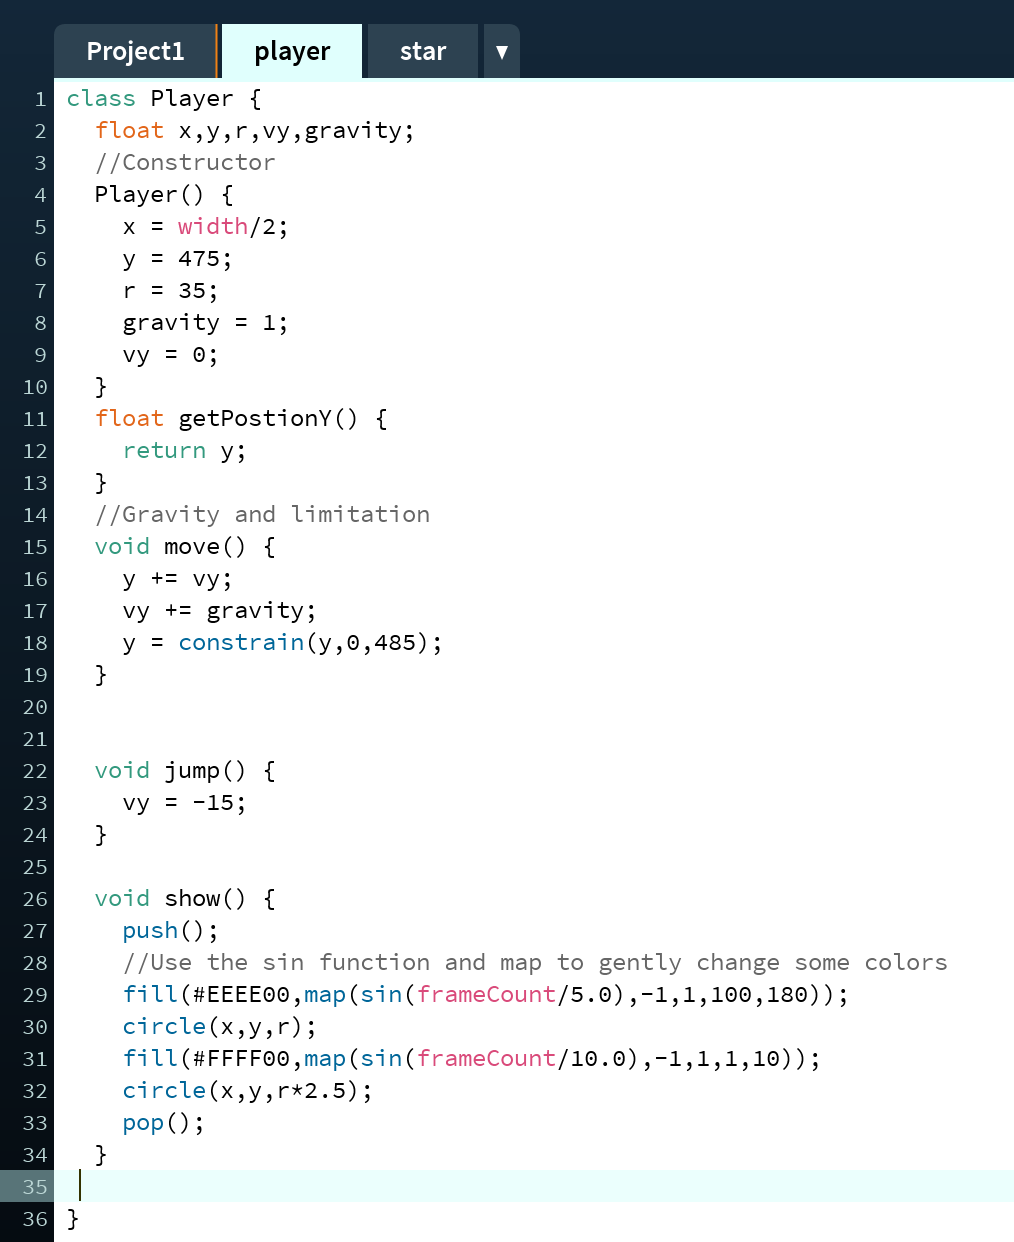 Project1 player star ▼
1 class Player {
2   float x,y,r,vy,gravity;
3   //Constructor
4   Player() {
5     x = width/2;
6     y = 475;
7     r = 35;
8     gravity = 1;
9     vy = 0;
10   }
11   float getPostionY() {
12     return y;
13   }
14   //Gravity and limitation
15   void move() {
16     y += vy;
17     vy += gravity;
18     y = constrain(y,0,485);
19   }
20
21
22   void jump() {
23     vy = -15;
24   }
25
26   void show() {
27     push();
28     //Use the sin function and map to gently change some colors
29     fill(#EEEE00,map(sin(frameCount/5.0),-1,1,100,180));
30     circle(x,y,r);
31     fill(#FFFF00,map(sin(frameCount/10.0),-1,1,1,10));
32     circle(x,y,r*2.5);
33     pop();
34   }
35
36 }